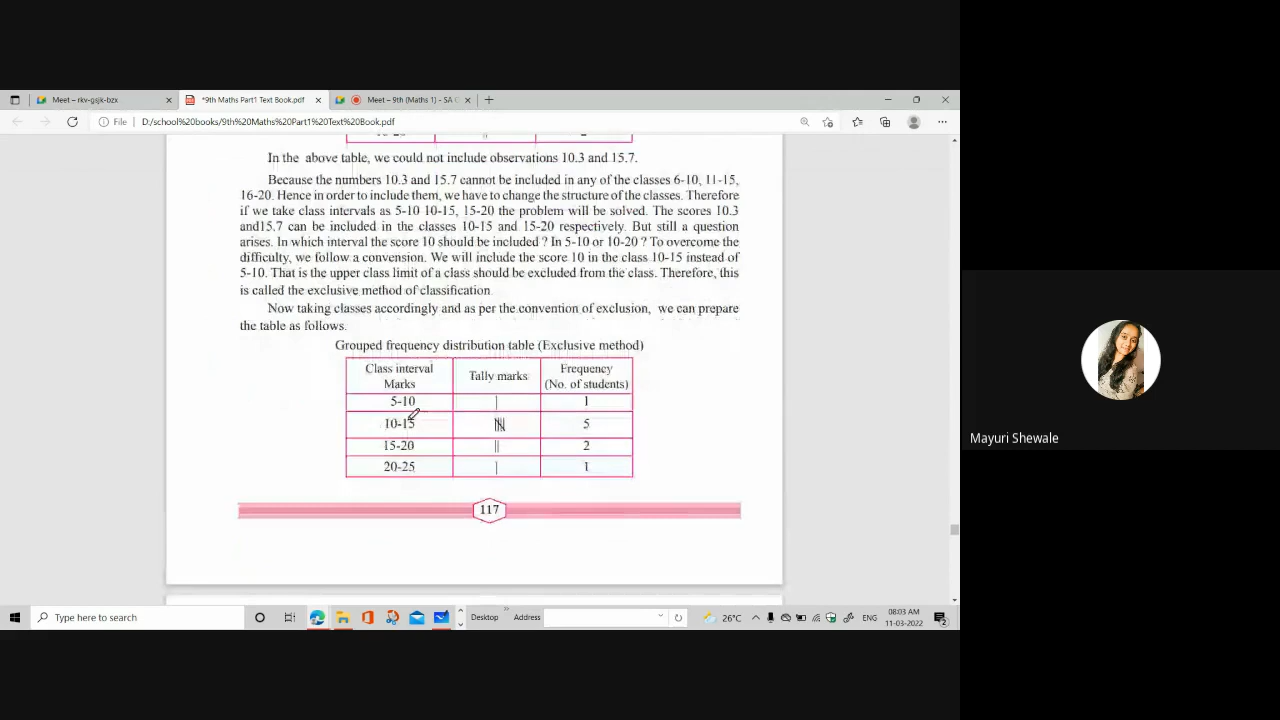 Meet – rkv-gsjk-bzx
*9th Maths Part1 Text Book.pdf
Meet – 9th (Maths 1) - SA
File
D:/school%20books/9th%20Maths%20Part1%20Text%20Book.pdf
In the above table, we could not include observations 10.3 and 15.7.
Because the numbers 10.3 and 15.7 cannot be included in any of the classes 6-10, 11-15,
16-20. Hence in order to include them, we have to change the structure of the classes. Therefore
if we take class intervals as 5-10 10-15, 15-20 the problem will be solved. The scores 10.3
and15.7 can be included in the classes 10-15 and 15-20 respectively. But still a question
arises. In which interval the score 10 should be included ? In 5-10 or 10-20 ? To overcome the
difficulty, we follow a convension. We will include the score 10 in the class 10-15 instead of
5-10. That is the upper class limit of a class should be excluded from the class. Therefore, this
is called the exclusive method of classification.
Now taking classes accordingly and as per the convention of exclusion, we can prepare
the table as follows.
Grouped frequency distribution table (Exclusive method)
Class interval
Marks
Tally marks
Frequency
(No. of students)
5-10
1
10-15
5
15-20
2
20-25
1
117
Mayuri Shewale
Type here to search
Desktop
Address
26°C
ENG
08:03 AM
11-03-2022
2